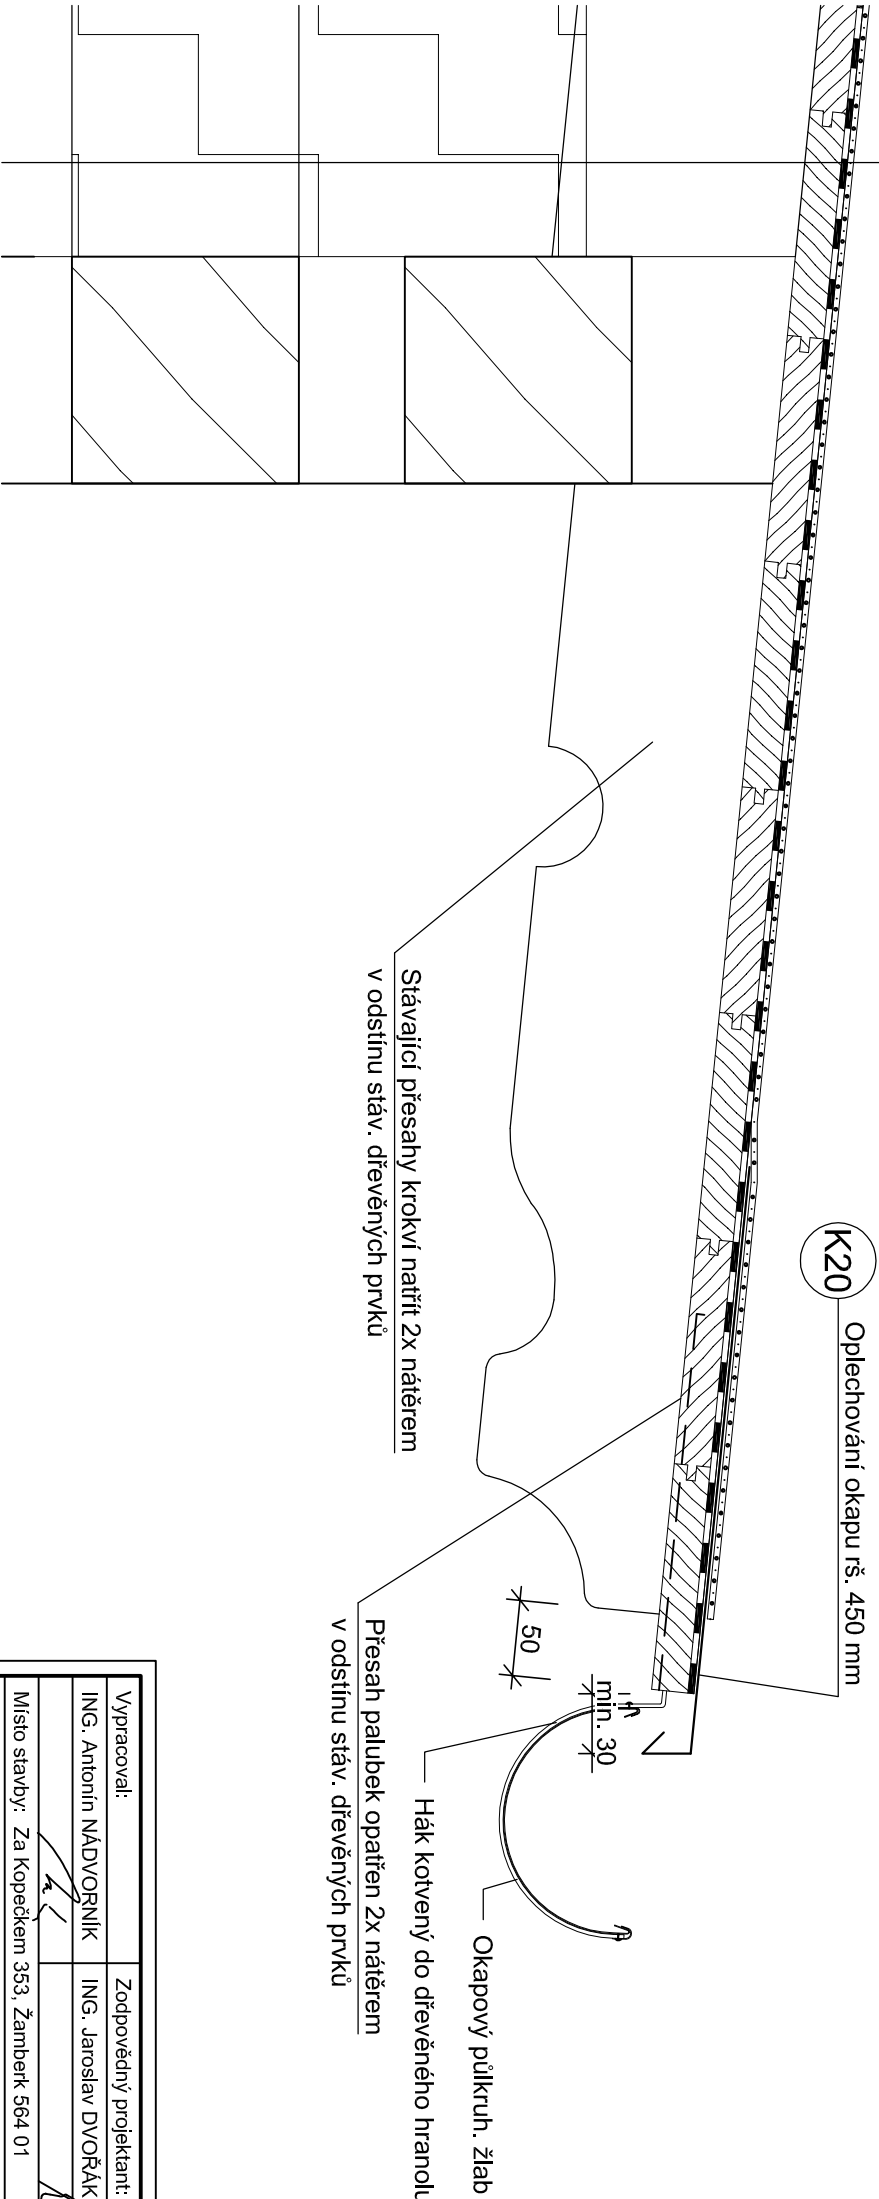 K20
Oplechování okapu rš. 450 mm
Stávající přesahy krokví natřít 2x nátěrem
v odstínu stáv. dřevěných prvků
50
min. 30
Okapový půlkruh. žlab
Hák kotvený do dřevěného hranolu
Přesah palubek opatřen 2x nátěrem
v odstínu stáv. dřevěných prvků
Vypracoval:
Zodpovědný projektant:
ING. Antonín NÁDVORNÍK
ING. Jaroslav DVOŘÁK
Místo stavby: Za Kopečkem 353, Žamberk 564 01